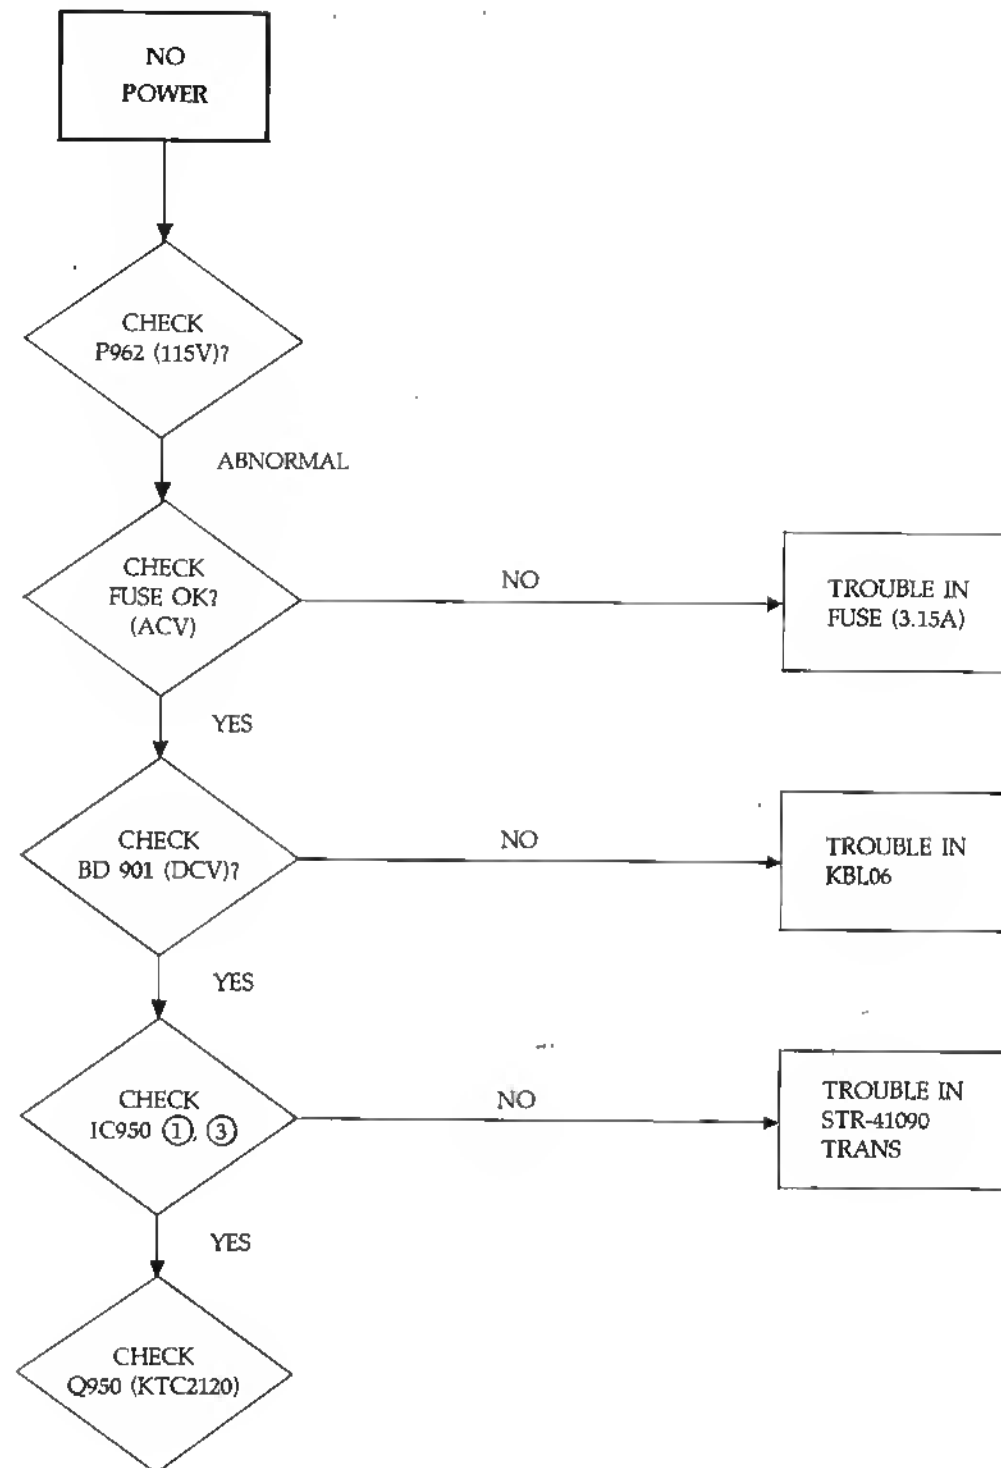 NO
POWER
CHECK
P962 (115V)?
ABNORMAL
CHECK
FUSE OK?
(ACV)
NO
TROUBLE IN
FUSE (3.15A)
YES
CHECK
BD 901 (DCV)?
NO
TROUBLE IN
KBL06
YES
CHECK
IC950 ①, ③
NO
TROUBLE IN
STR-41090
TRANS
YES
CHECK
Q950 (KTC2120)